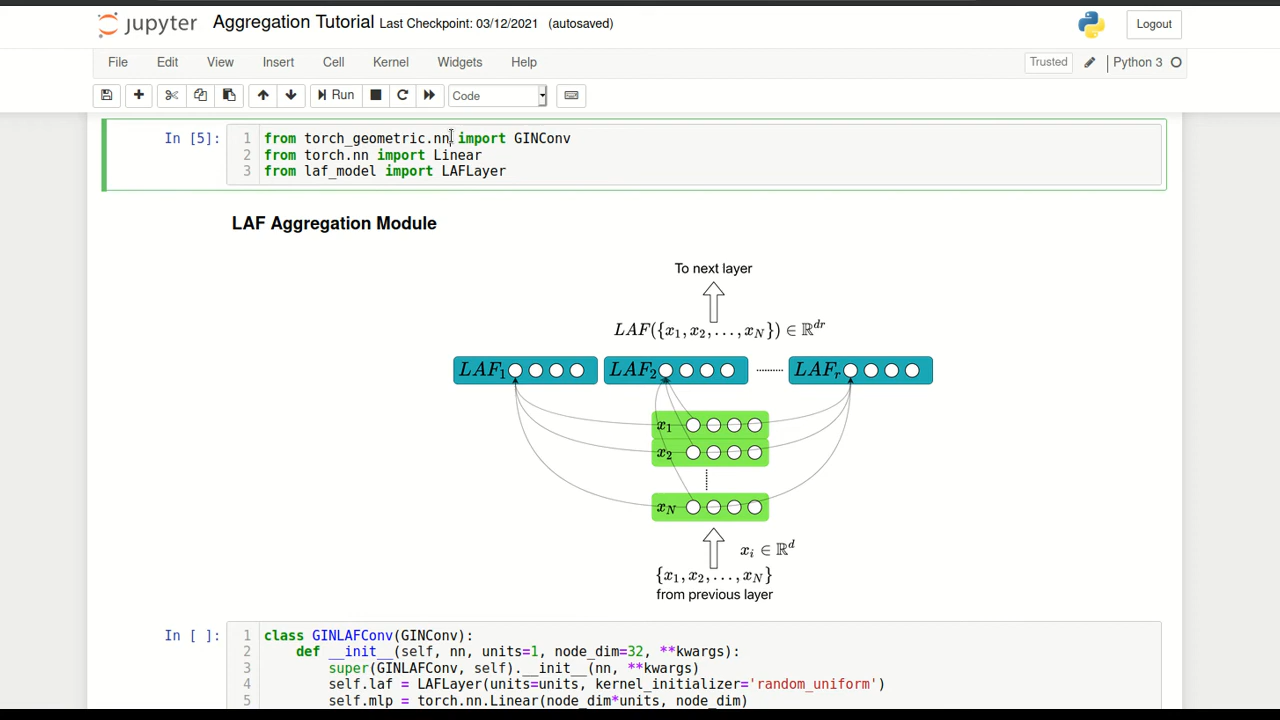 jupyter Aggregation Tutorial Last Checkpoint: 03/12/2021 (autosaved) Logout
File Edit View Insert Cell Kernel Widgets Help Trusted Python 3
Run Code
In [5]:
1 from torch_geometric.nn import GINConv
2 from torch.nn import Linear
3 from laf_model import LAFLayer
LAF Aggregation Module
To next layer
LAF({x₁, x₂, . . . , x_N}) ∈ ℝ^{dr}
LAF₁ LAF₂ .......... LAFᵣ
x₁
x₂
x_N
xᵢ ∈ ℝ^d
{x₁, x₂, . . . , x_N}
from previous layer
In [ ]:
1 class GINLAFConv(GINConv):
2 def __init__(self, nn, units=1, node_dim=32, **kwargs):
3 super(GINLAFConv, self).__init__(nn, **kwargs)
4 self.laf = LAFLayer(units=units, kernel_initializer='random_uniform')
5 self.mlp = torch.nn.Linear(node_dim*units, node_dim)